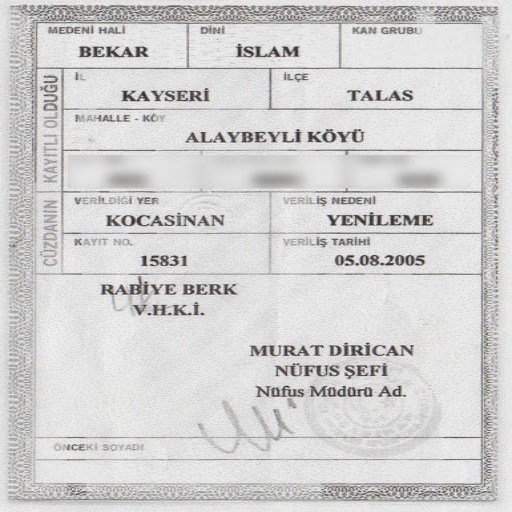 MEDENİ HALİ DİNİ KAN GRUBU
BEKAR İSLAM
İL İLÇE
KAYSERİ TALAS
MAHALLE - KÖY
ALAYBEYLİ KÖYÜ
CÜZDANIN KAYITLI OLDUĞU
VERİLDİĞİ YER VERİLİŞ NEDENİ
KOCASİNAN YENİLEME
KAYIT NO. VERİLİŞ TARİHİ
15831 05.08.2005
RABİYE BERK
V.H.K.İ.
MURAT DİRİCAN
NÜFUS ŞEFİ
Nüfus Müdürü Ad.
ÖNCEKİ SOYADI